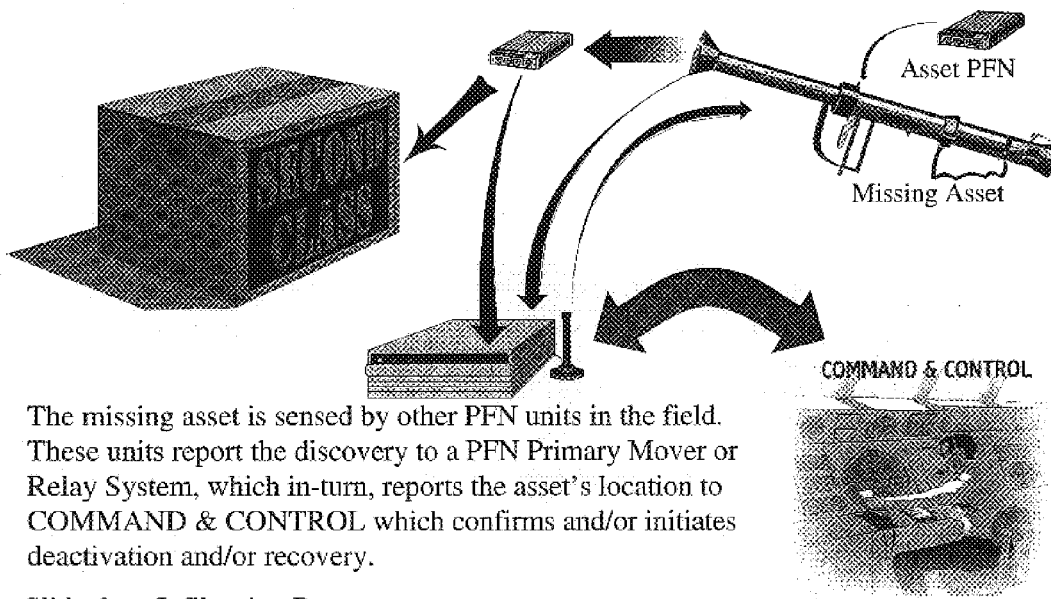 Asset PFN
Missing Asset
COMMAND & CONTROL
The missing asset is sensed by other PFN units in the field.
These units report the discovery to a PFN Primary Mover or
Relay System, which in-turn, reports the asset's location to
COMMAND & CONTROL which confirms and/or initiates
deactivation and/or recovery.